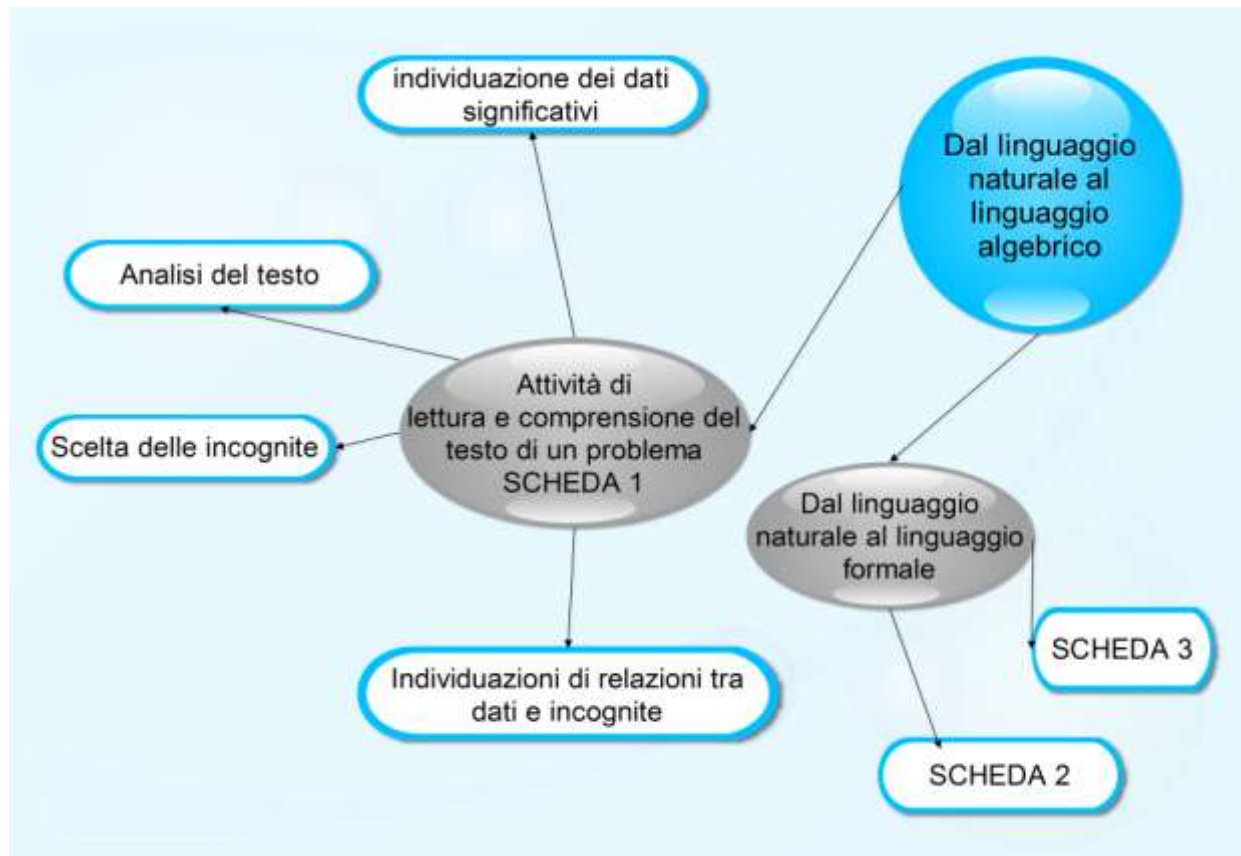 individuazione dei dati
significativi
Dal linguaggio
naturale al
linguaggio
algebrico
Analisi del testo
Attività di
lettura e comprensione del
testo di un problema
SCHEDA 1
Scelta delle incognite
Dal linguaggio
naturale al linguaggio
formale
Individuazioni di relazioni tra
dati e incognite
SCHEDA 3
SCHEDA 2